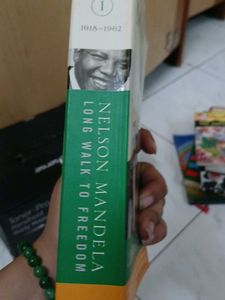 1
1918-1962
NELSON MANDELA
LONG WALK TO FREEDOM